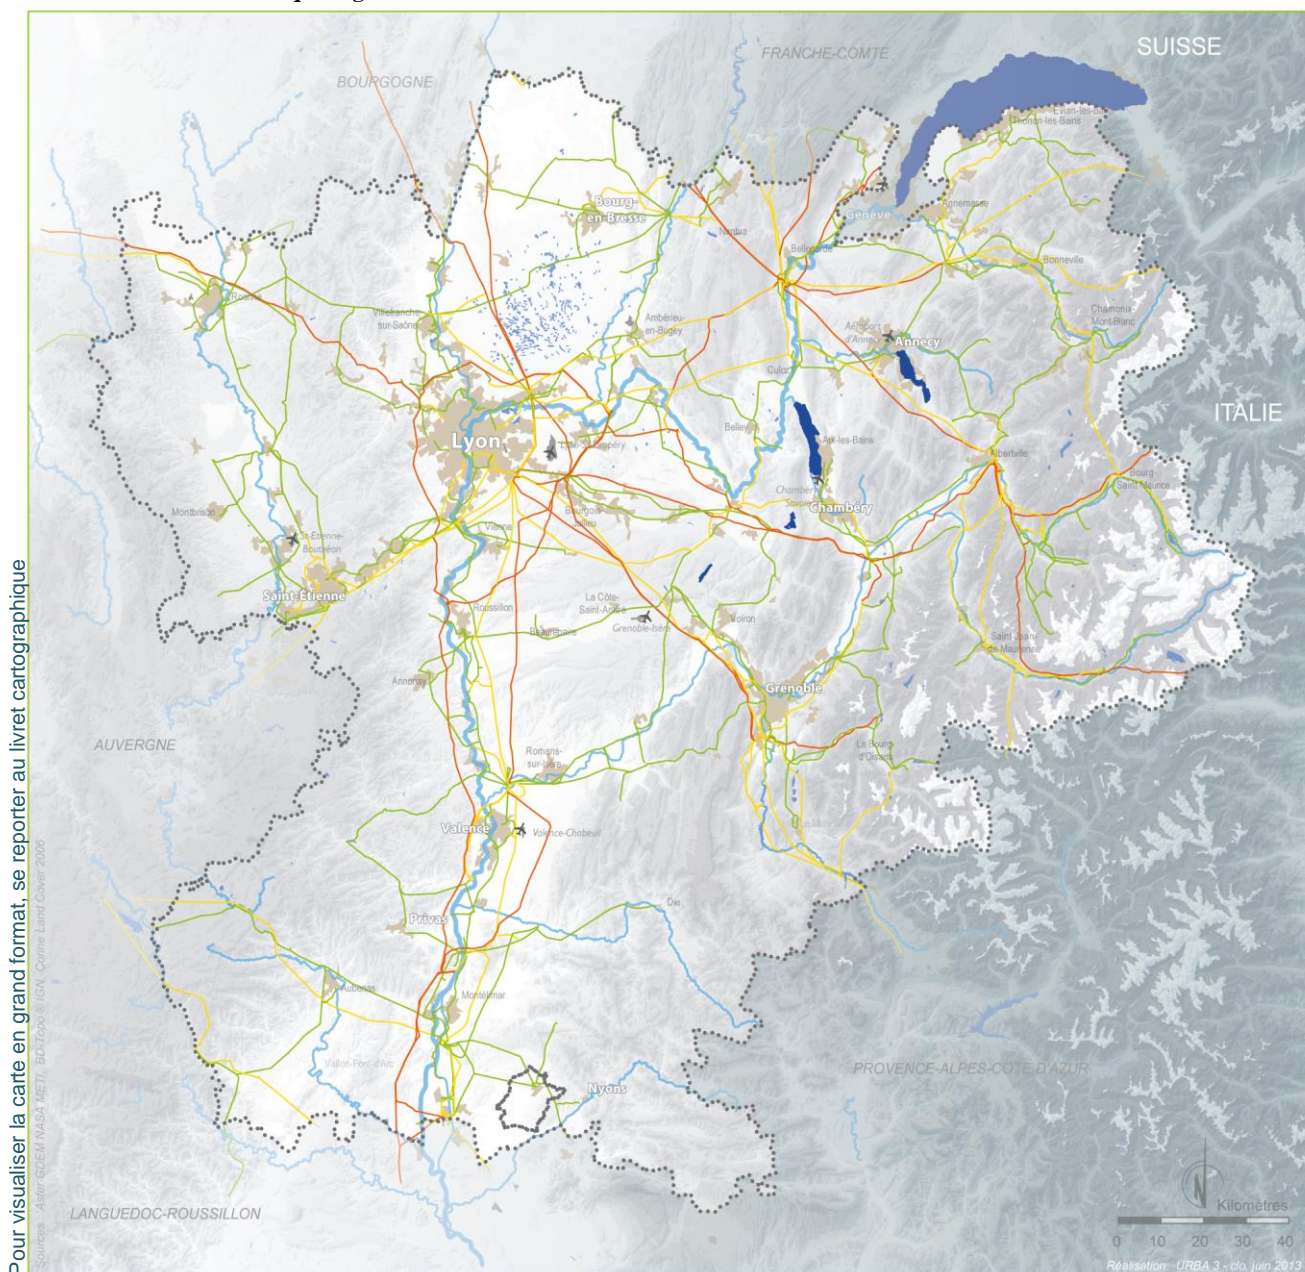 SUISSE
FRANCHE-COMTE
BOURGOGNE
Evian-les-Ba
Thonon-les-Bains
Bourg-
en-Bresse
Annemasse
Genève
Nantua
Bellegarde
Bonneville
Roanne
Villefranche
sur-Saône
Ambérieu
en-Bugey
Chamonix
Mont-Blanc
Aéroport
d'Annecy
Annecy
Culoz
ITALIE
Lyon
Belley
Aix-les-Bains
Albertville
Bourg-
Saint-Maurice
Chambéry
Savoie
Chambéry
Montbrison
Bourgoin
Jallieu
Vienne
St-Etienne-
Bouthéon
Saint-Etienne
La Côte-
Saint-André
Roussillon
Grenoble-Isère
Voiron
Beaurepaire
Saint Jean
de-Maurienne
Annonay
Grenoble
AUVERGNE
Romans-
sur-Isère
Le Bourg-
d'Oisans
Valence
Valence-Chabeuil
Die
Privas
Aubenas
Montélimar
Vallon-Pont-d'Arc
PROVENCE-ALPES-COTE D'AZUR
Nyons
LANGUEDOC-ROUSSILLON
N
Kilomètres
0 10 20 30 40
Réalisation: URBA 3 - clo, juin 2013
Pour visualiser la carte en grand format, se reporter au livret cartographique
Sources : Aster GDEM NASA METI, BD-Topo® IGN, Corine Land Cover 2006